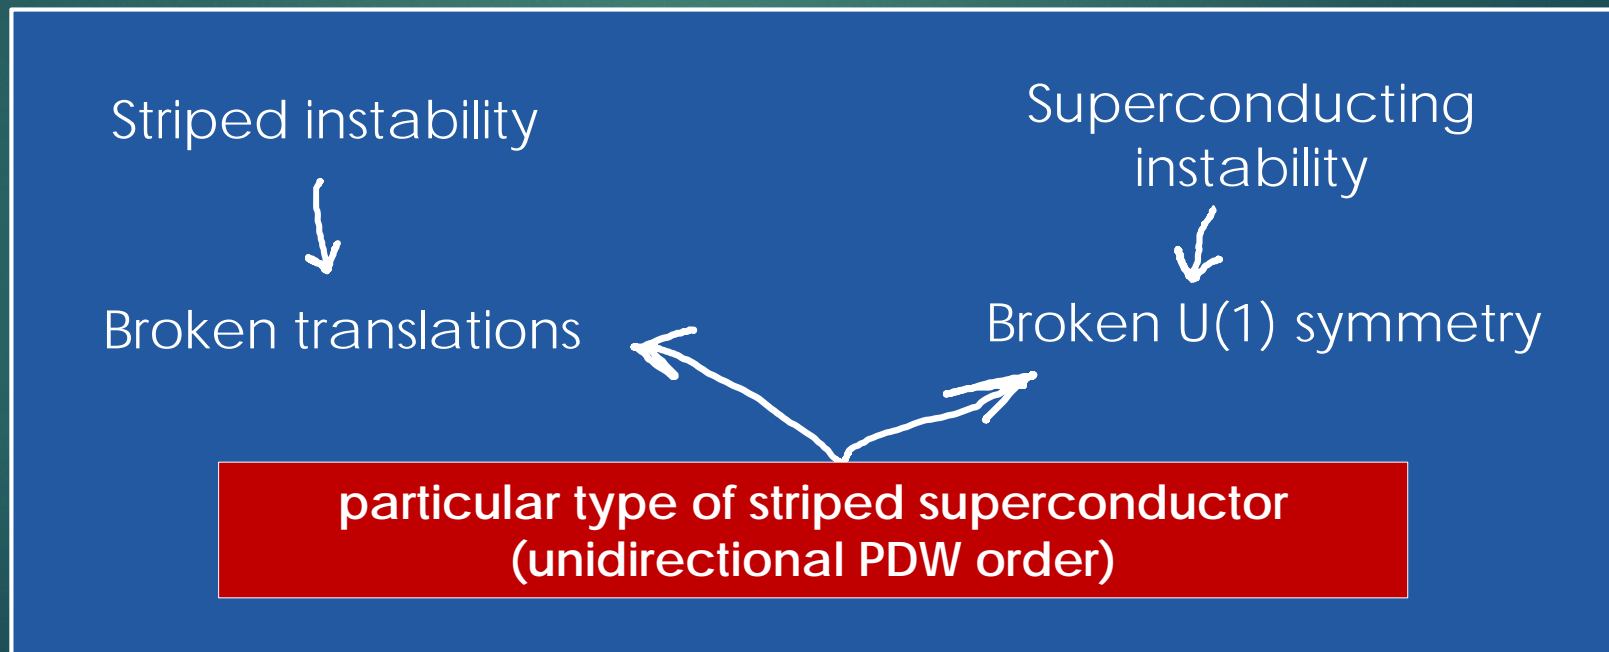 Striped instability
Superconducting
instability
Broken translations
Broken U(1) symmetry
particular type of striped superconductor
(unidirectional PDW order)